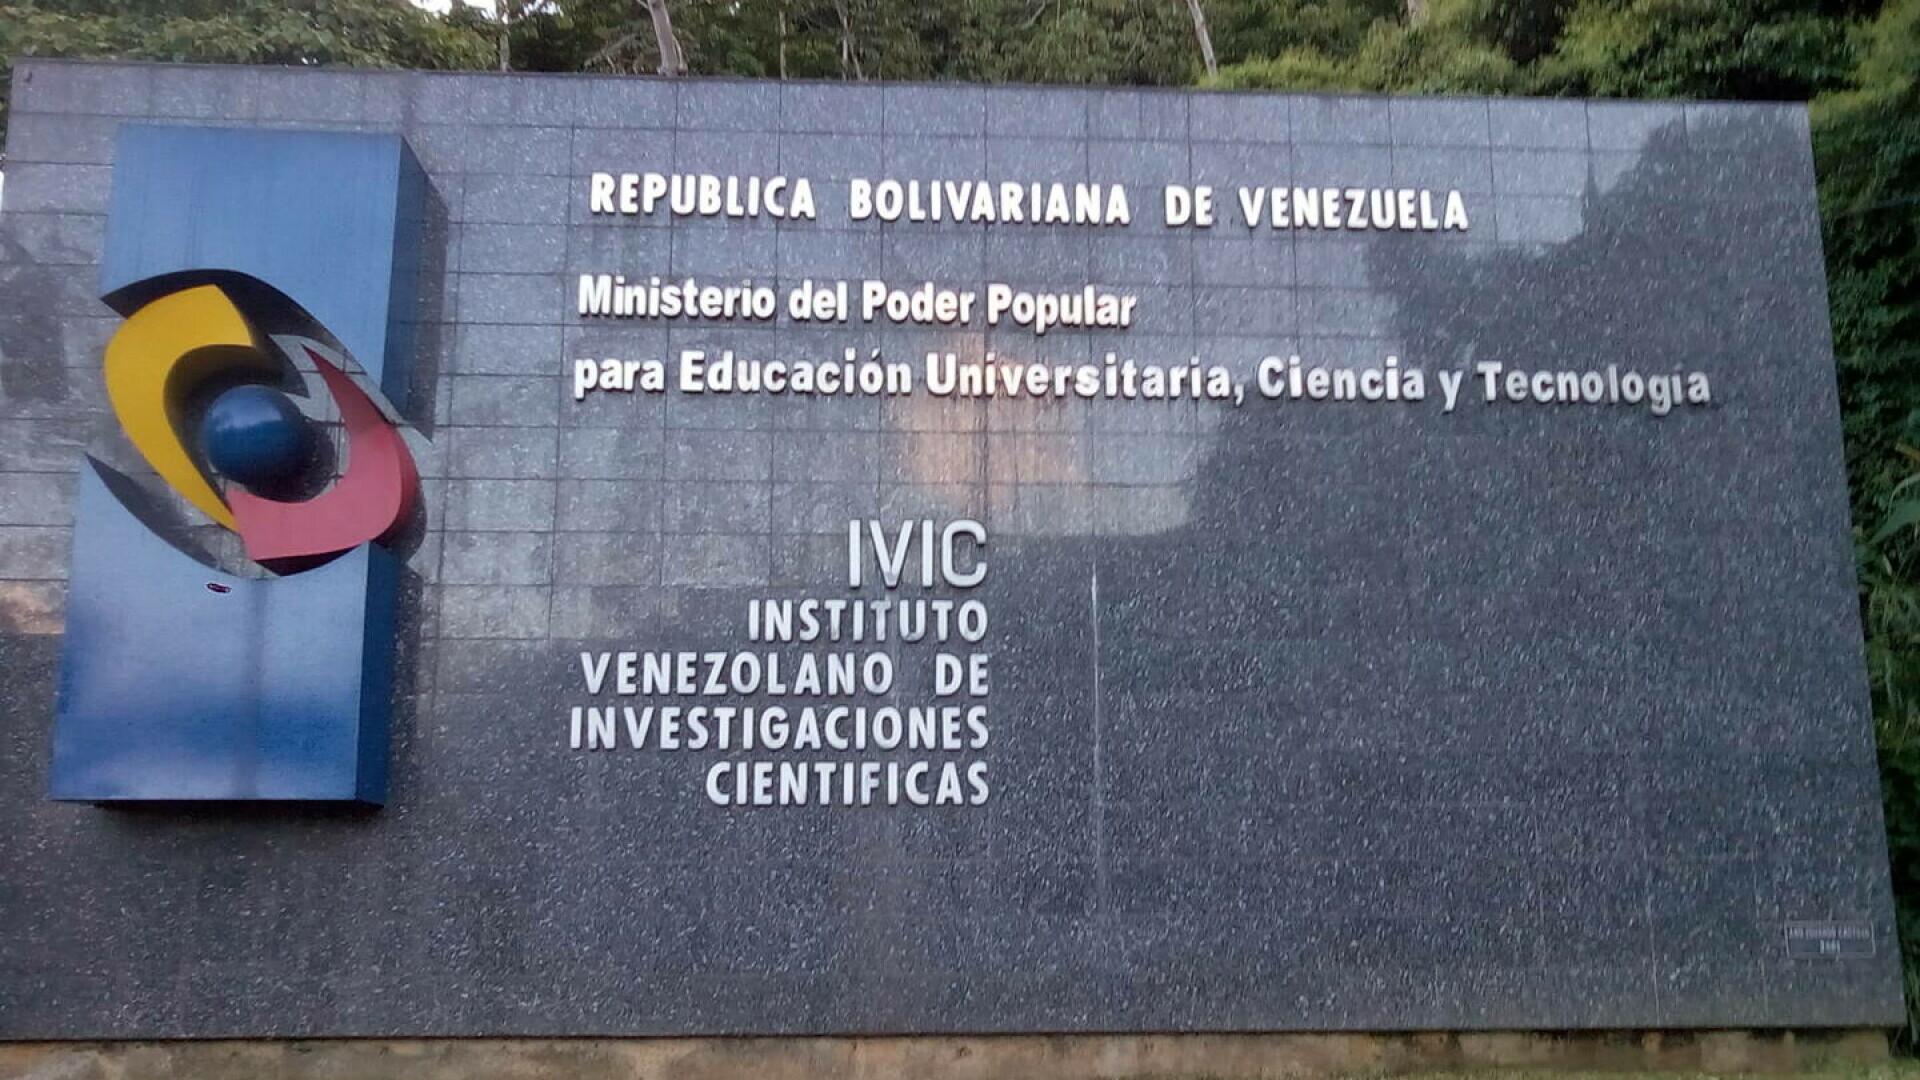 REPUBLICA BOLIVARIANA DE VENEZUELA
Ministerio del Poder Popular
para Educación Universitaria, Ciencia y Tecnología
IVIC
INSTITUTO
VENEZOLANO DE
INVESTIGACIONES
CIENTIFICAS